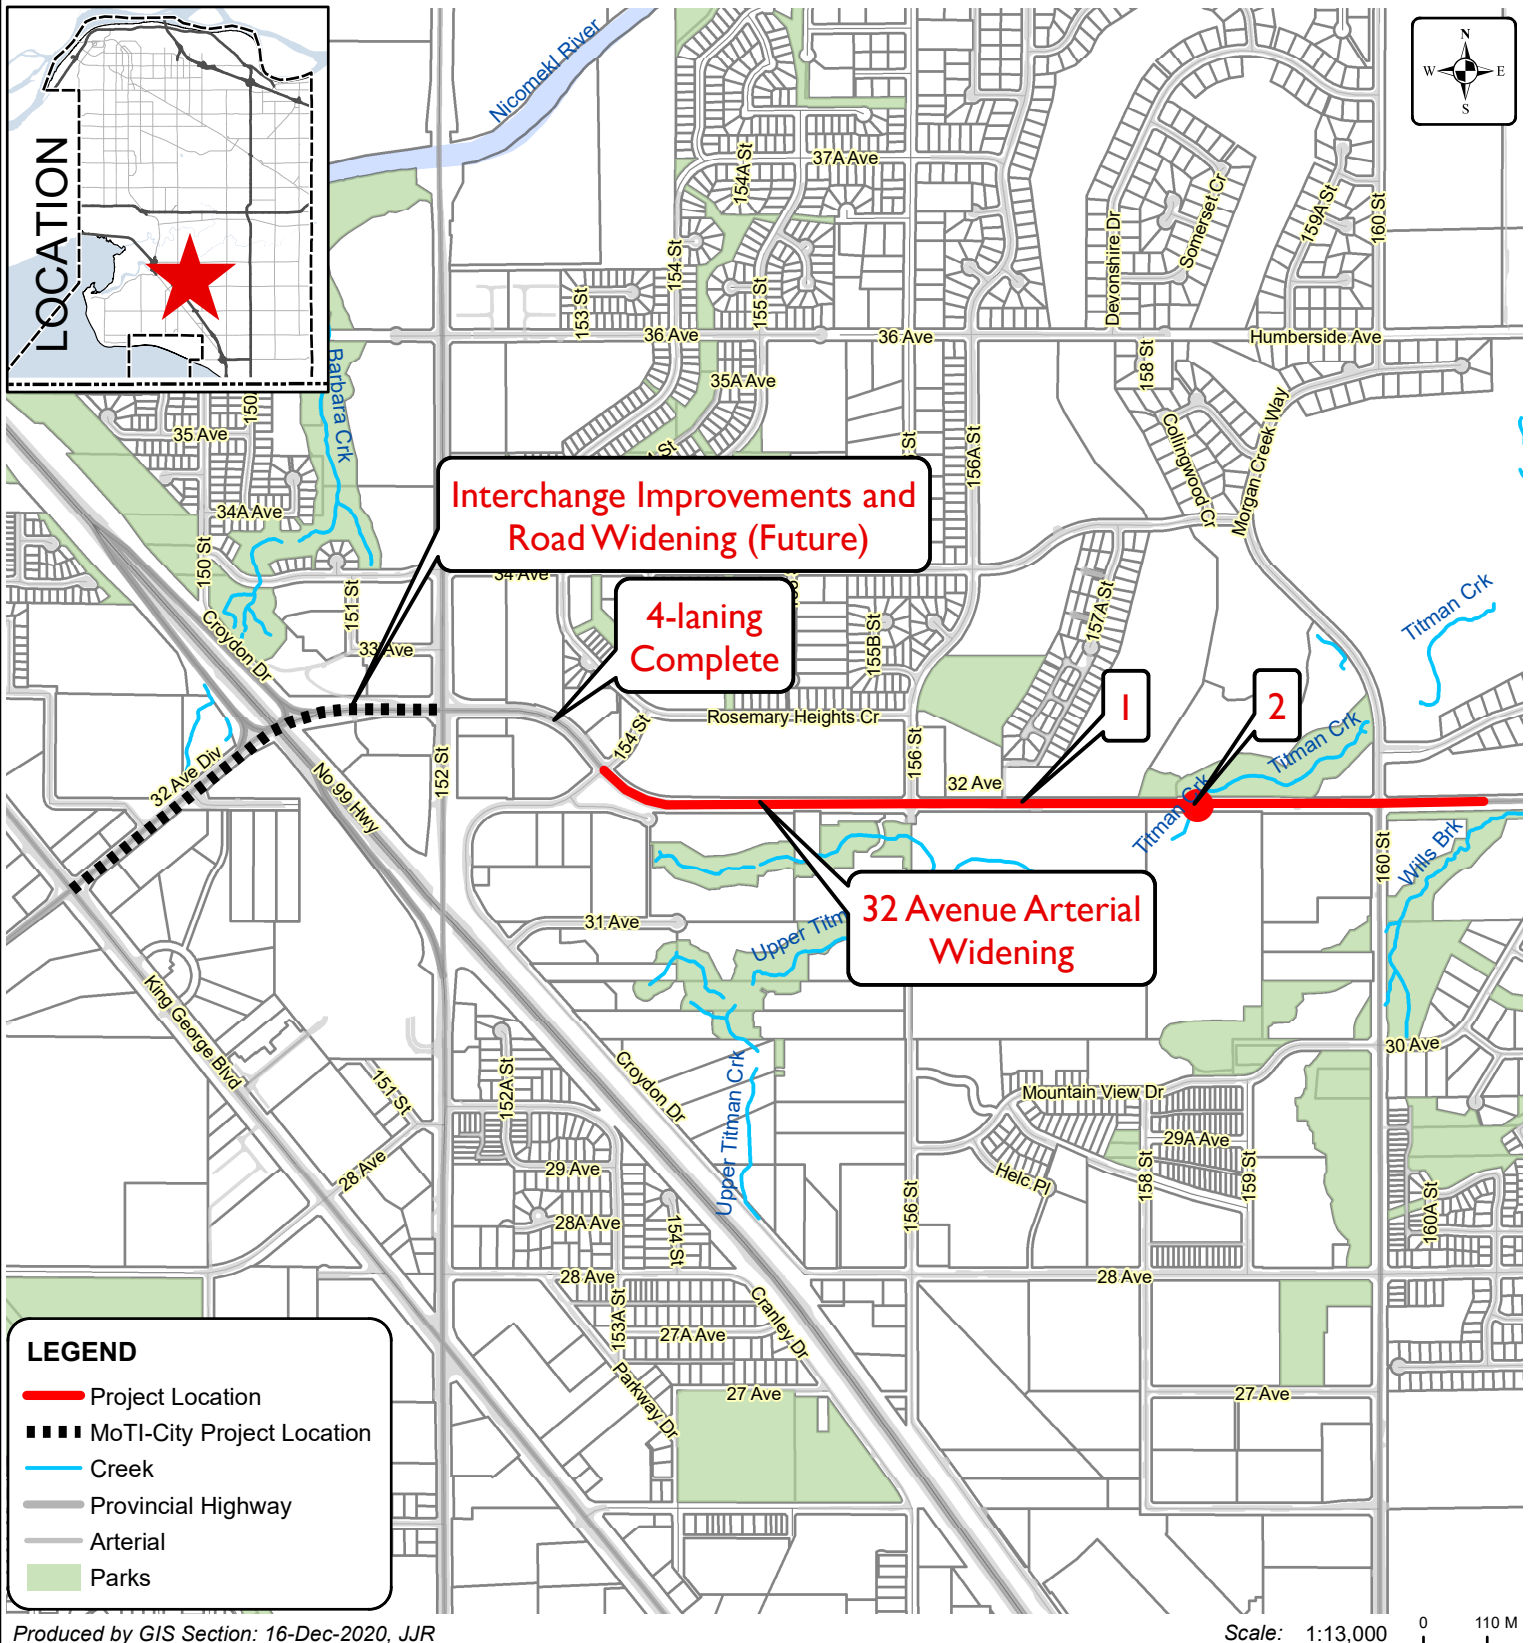 LOCATION
N
W E
S
Nicomekl River
37A Ave
154A St
154 St
155 St
153 St
36 Ave
36 Ave
35A Ave
Devonshire Dr
Somerset Cr
159A St
160 St
Humberside Ave
158 St
Collingwood Cr
Morgan Creek Way
156A St
St
St
Barbara Crk
150
35 Ave
34A Ave
150 St
Croydon Dr
151 St
33 Ave
34 Ave
Interchange Improvements and
Road Widening (Future)
4-laning
Complete
155B St
157A St
Titman Crk
1
2
Rosemary Heights Cr
154 St
156 St
32 Ave
Titman Crk
Titman Crk
152 St
32 Ave Div
No 99 Hwy
160 St
Wills Brk
32 Avenue Arterial
Widening
31 Ave
Upper Titm
King George Blvd
Croydon Dr
Upper Titman Crk
30 Ave
Mountain View Dr
29A Ave
Helc Pl
158 St
159 St
156 St
160A St
151 St
28 Ave
152A St
29 Ave
28A Ave
154 St
28 Ave
28 Ave
153A St
27A Ave
Cranley Dr
Parkway Dr
27 Ave
27 Ave
LEGEND
Project Location
MoTI-City Project Location
Creek
Provincial Highway
Arterial
Parks
Produced by GIS Section: 16-Dec-2020, JJR
Scale: 1:13,000
0 110 M